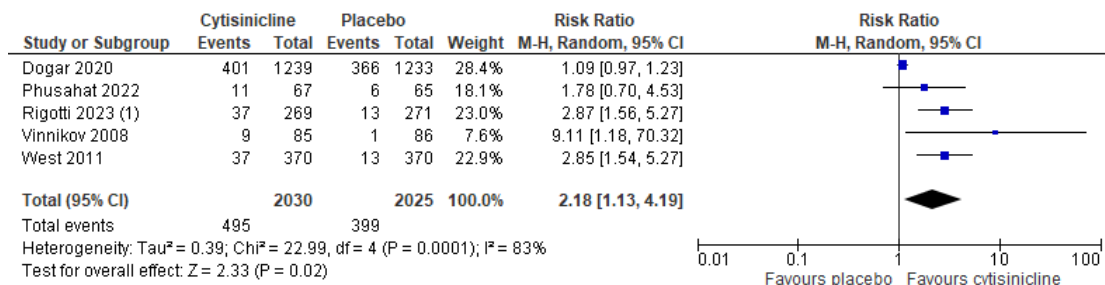 Cytisinicline Placebo Risk Ratio Risk Ratio
Study or Subgroup Events Total Events Total Weight M-H, Random, 95% CI M-H, Random, 95% CI
Dogar 2020 401 1239 366 1233 28.4% 1.09 [0.97, 1.23]
Phusahat 2022 11 67 6 65 18.1% 1.78 [0.70, 4.53]
Rigotti 2023 (1) 37 269 13 271 23.0% 2.87 [1.56, 5.27]
Vinnikov 2008 9 85 1 86 7.6% 9.11 [1.18, 70.32]
West 2011 37 370 13 370 22.9% 2.85 [1.54, 5.27]
Total (95% CI) 2030 2025 100.0% 2.18 [1.13, 4.19]
Total events 495 399
Heterogeneity: Tau² = 0.39; Chi² = 22.99, df = 4 (P = 0.0001); I² = 83%
Test for overall effect: Z = 2.33 (P = 0.02)
0.01 0.1 1 10 100
Favours placebo Favours cytisinicline